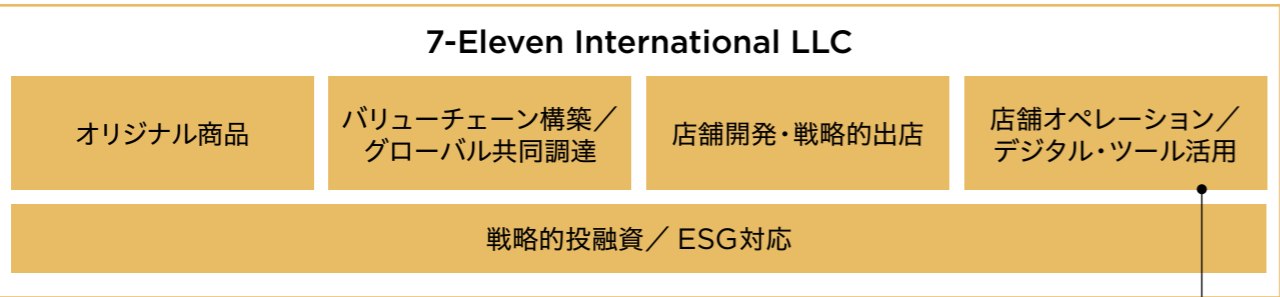 7-Eleven International LLC
オリジナル商品
バリューチェーン構築／
グローバル共同調達
店舗開発・戦略的出店
店舗オペレーション／
デジタル・ツール活用
戦略的投融資／ESG対応